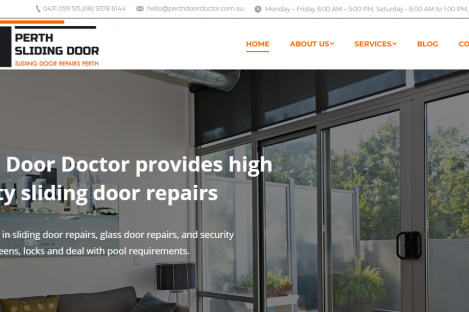 0431 059 515,(08) 9378 6144 hello@perthdoordoctor.com.au Monday – Friday 8:00 AM – 5:00 PM, Saturday - 8:00 AM to 1:00 PM,
PERTH
SLIDING DOOR
SLIDING DOOR REPAIRS PERTH
HOME ABOUT US SERVICES BLOG CO
Door Doctor provides high
ty sliding door repairs
in sliding door repairs, glass door repairs, and security
eens, locks and deal with pool requirements.